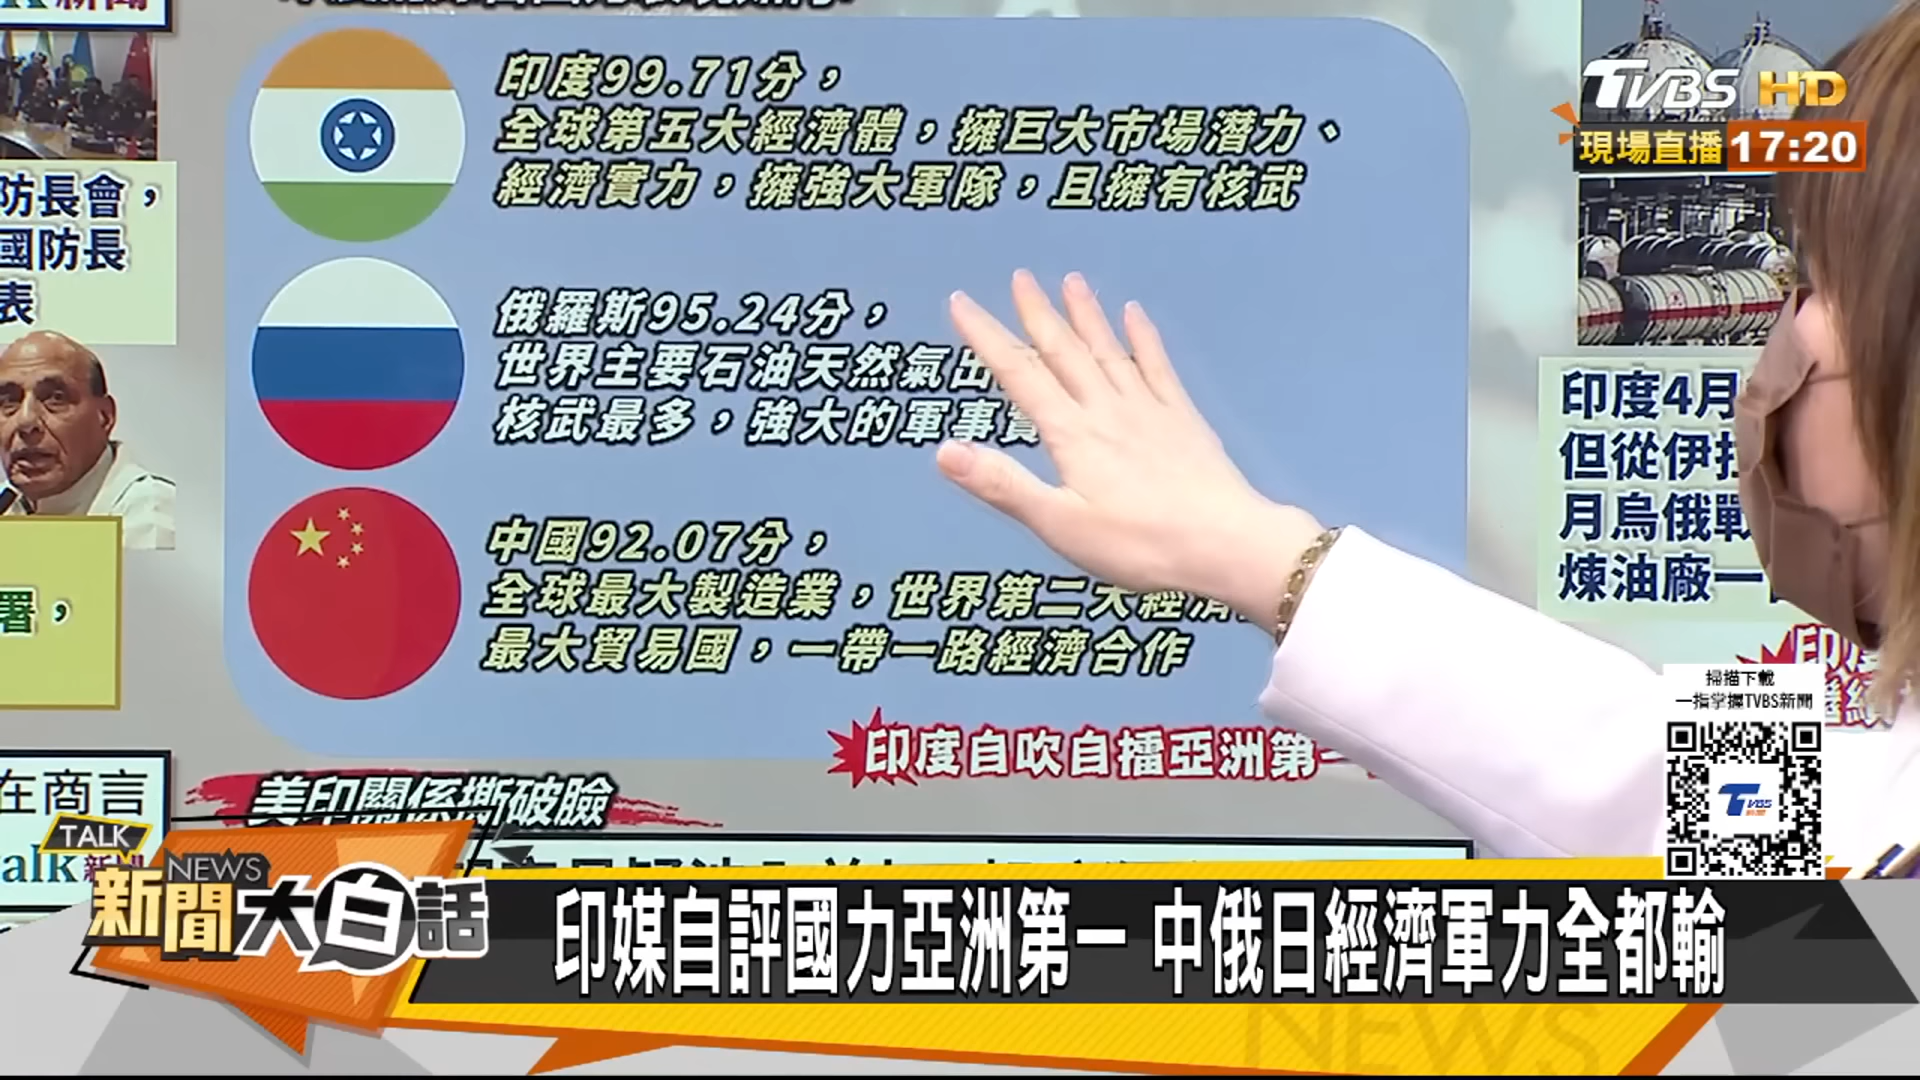 印度99.71分，
全球第五大經濟體，擁巨大市場潛力、
經濟實力，擁強大軍隊，且擁有核武
俄羅斯95.24分，
世界主要石油天然氣出
核武最多，強大的軍事實
中國92.07分，
全球最大製造業，世界第二大經濟
最大貿易國，一帶一路經濟合作
印度自吹自擂亞洲第一
美印關係撕破臉
防長會，
國防長
表
署，
在商言
TALK
alk
TVBS HD
現場直播 17:20
印度4月
但從伊拉
月烏俄戰
煉油廠一
印度
繼續
掃描下載
一指掌握TVBS新聞
TVBS
新聞
NEWS
新聞大白話
印媒自評國力亞洲第一 中俄日經濟軍力全都輸
NEWS